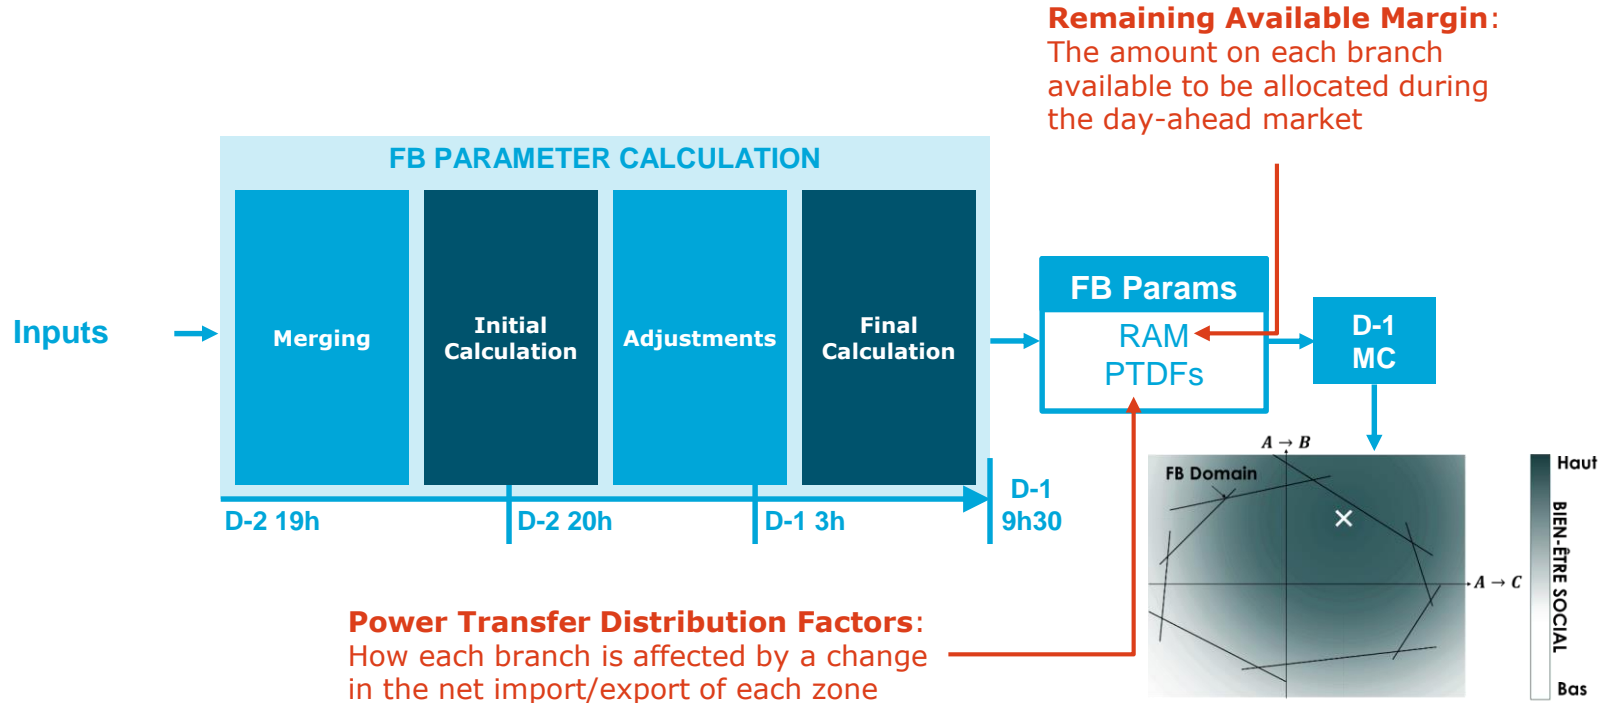 Remaining Available Margin:
The amount on each branch
available to be allocated during
the day-ahead market
FB PARAMETER CALCULATION
Inputs
Merging
Initial
Calculation
Adjustments
Final
Calculation
FB Params
RAM
PTDFs
D-1
MC
D-2 19h
D-2 20h
D-1 3h
D-1
9h30
Power Transfer Distribution Factors:
How each branch is affected by a change
in the net import/export of each zone
A → B
FB Domain
A → C
Haut
BIEN-ÊTRE SOCIAL
Bas